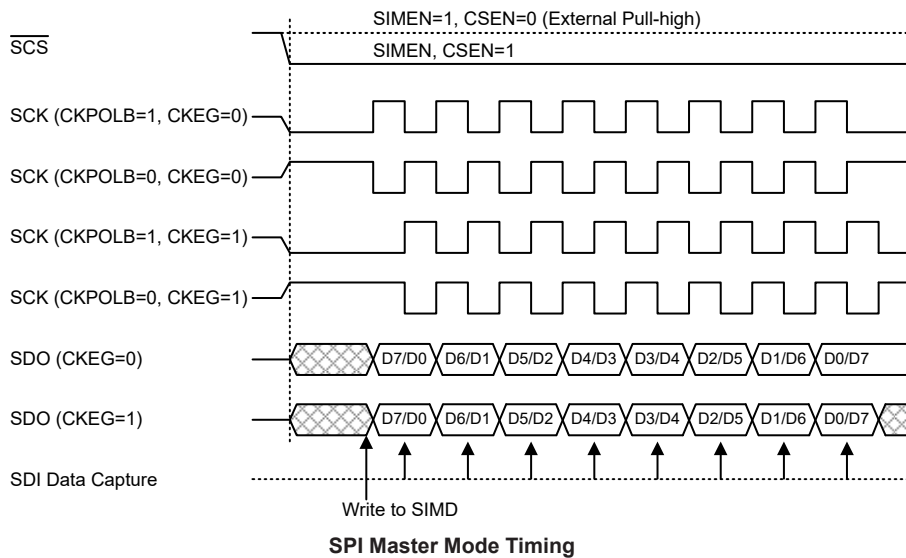 SIMEN=1, CSEN=0 (External Pull-high)
SCS
SIMEN, CSEN=1
SCK (CKPOLB=1, CKEG=0)
SCK (CKPOLB=0, CKEG=0)
SCK (CKPOLB=1, CKEG=1)
SCK (CKPOLB=0, CKEG=1)
SDO (CKEG=0) D7/D0 D6/D1 D5/D2 D4/D3 D3/D4 D2/D5 D1/D6 D0/D7
SDO (CKEG=1) D7/D0 D6/D1 D5/D2 D4/D3 D3/D4 D2/D5 D1/D6 D0/D7
SDI Data Capture
Write to SIMD
SPI Master Mode Timing